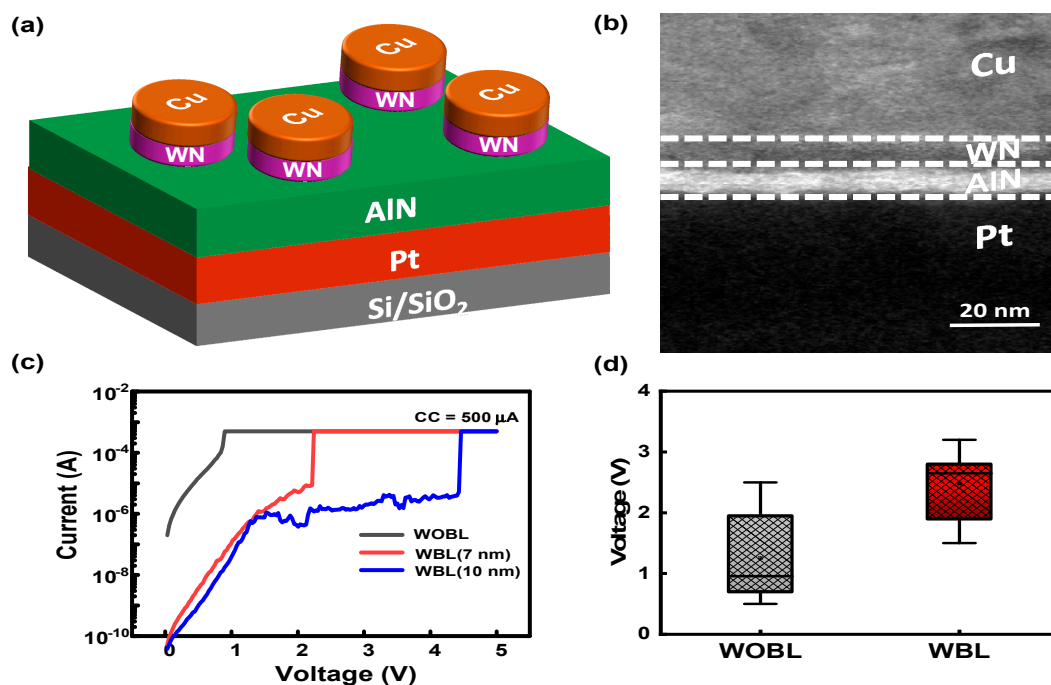 (a)
Cu
Cu
Cu
Cu
WN
WN
WN
WN
AlN
Pt
Si/SiO₂
(b)
Cu
WN
AlN
Pt
20 nm
(c)
10⁻²
10⁻⁴
10⁻⁶
10⁻⁸
10⁻¹⁰
Current (A)
CC = 500 µA
WOBL
WBL(7 nm)
WBL(10 nm)
0 1 2 3 4 5
Voltage (V)
(d)
4
3
2
1
0
Voltage (V)
WOBL WBL